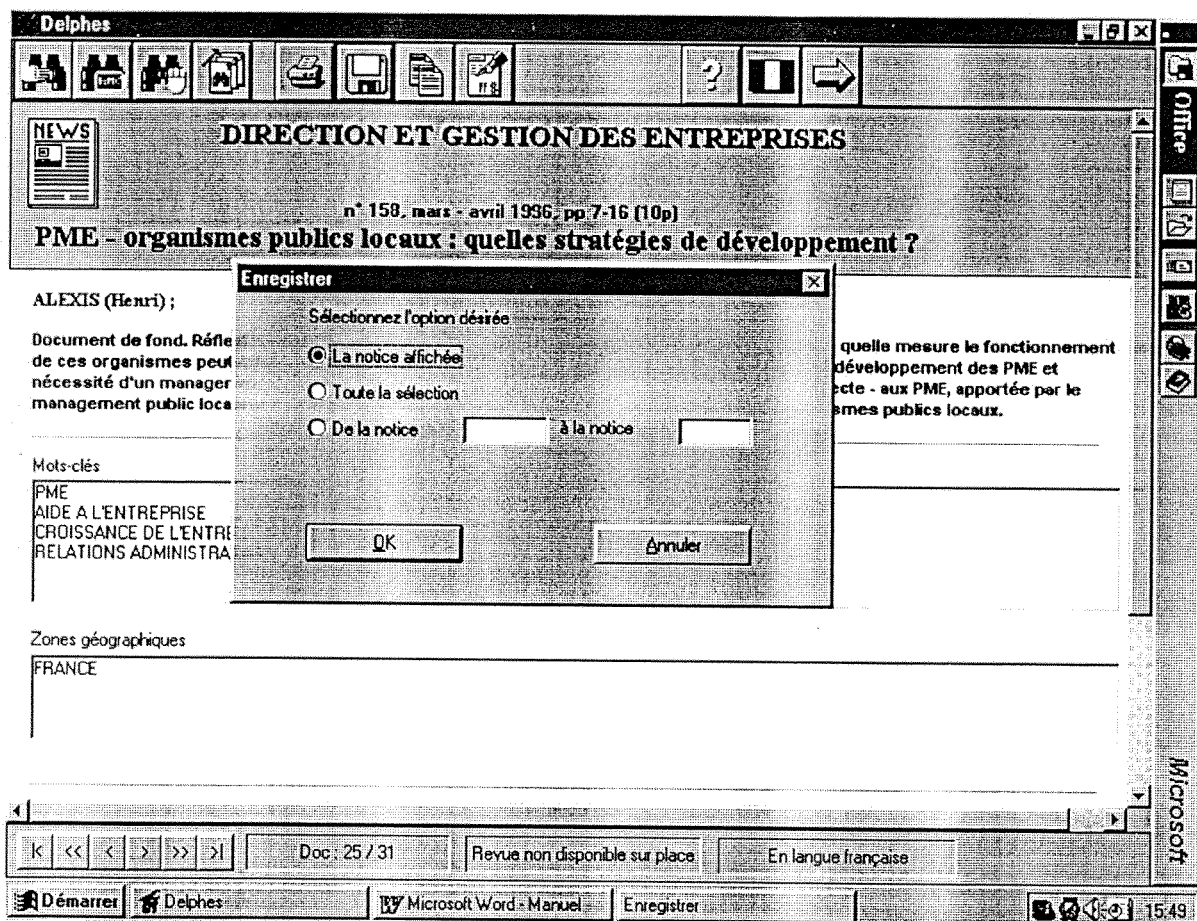 Delphes
NEWS
DIRECTION ET GESTION DES ENTREPRISES
n° 158, mars - avril 1996, pp 7-16 (10p)
PME - organismes publics locaux : quelles stratégies de développement ?
ALEXIS (Henri) ;
Document de fond. Réfle quelle mesure le fonctionnement
de ces organismes peut développement des PME et
nécessité d'un manager ecte - aux PME, apportée par le
management public loca smes publics locaux.
Enregistrer
Sélectionnez l'option désirée
La notice affichée
Toute la sélection
De la notice à la notice
OK Annuler
Mots-clés
PME
AIDE A L'ENTREPRISE
CROISSANCE DE L'ENTRE
RELATIONS ADMINISTRA
Zones géographiques
FRANCE
Doc : 25 / 31 Revue non disponible sur place En langue française
Démarrer Delphes Microsoft Word - Manuel Enregistrer 15:49
Office
Microsoft